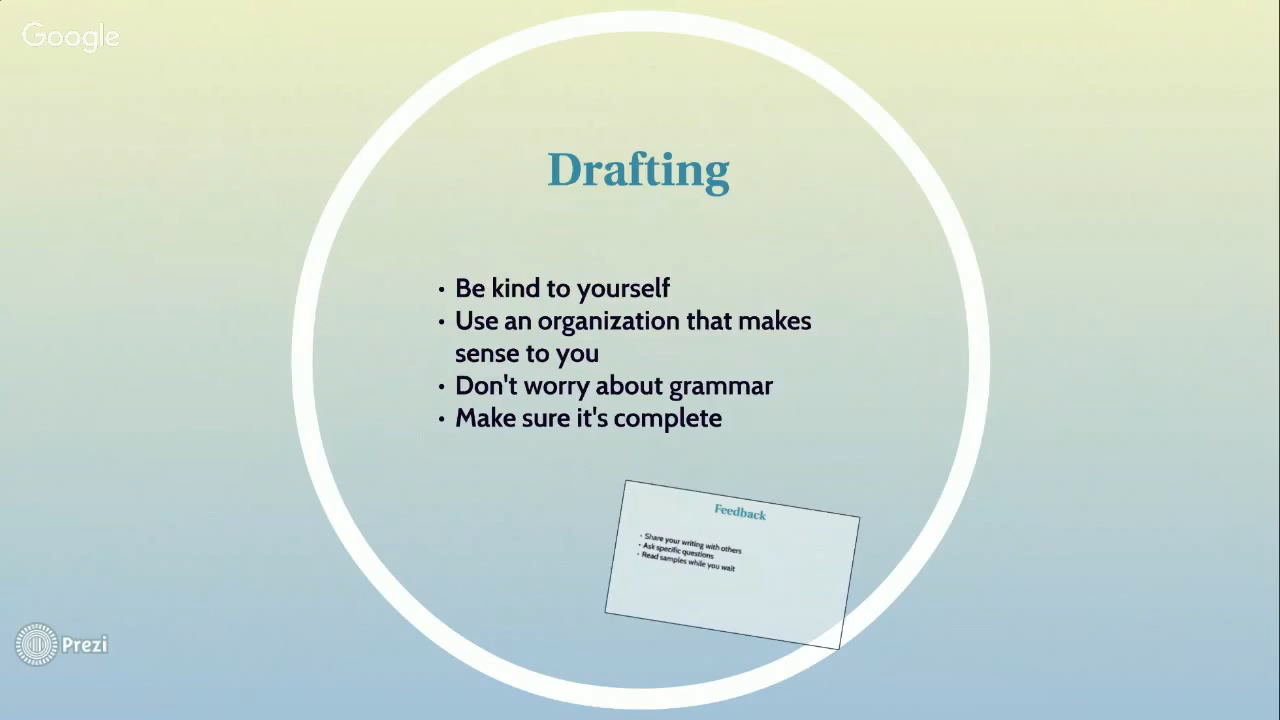 Google
Drafting
• Be kind to yourself
• Use an organization that makes
sense to you
• Don't worry about grammar
• Make sure it's complete
Feedback
• Share your writing with others
• Ask specific questions
• Read samples while you wait
Prezi